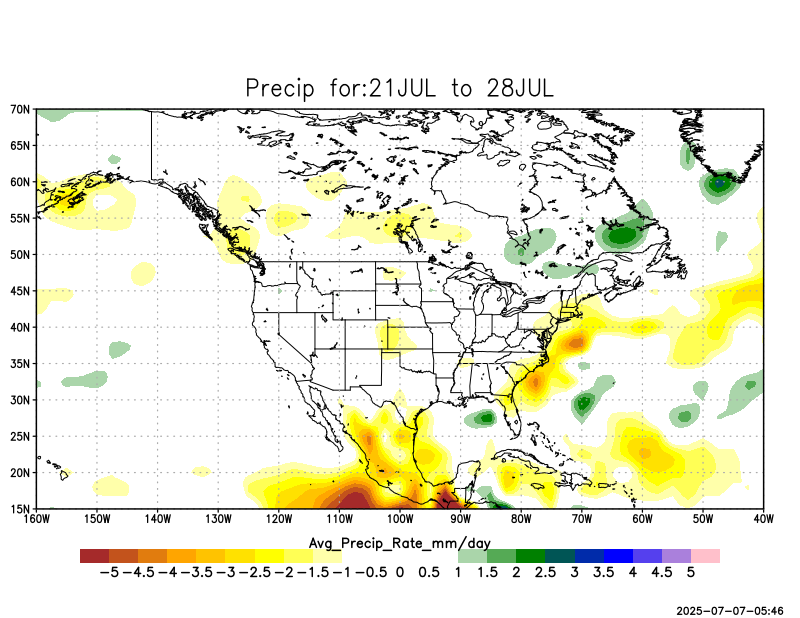 Precip for:21JUL to 28JUL
70N
65N
60N
55N
50N
45N
40N
35N
30N
25N
20N
15N
160W 150W 140W 130W 120W 110W 100W 90W 80W 70W 60W 50W 40W
Avg_Precip_Rate_mm/day
-5 -4.5 -4 -3.5 -3 -2.5 -2 -1.5 -1 -0.5 0 0.5 1 1.5 2 2.5 3 3.5 4 4.5 5
2025-07-07-05:46